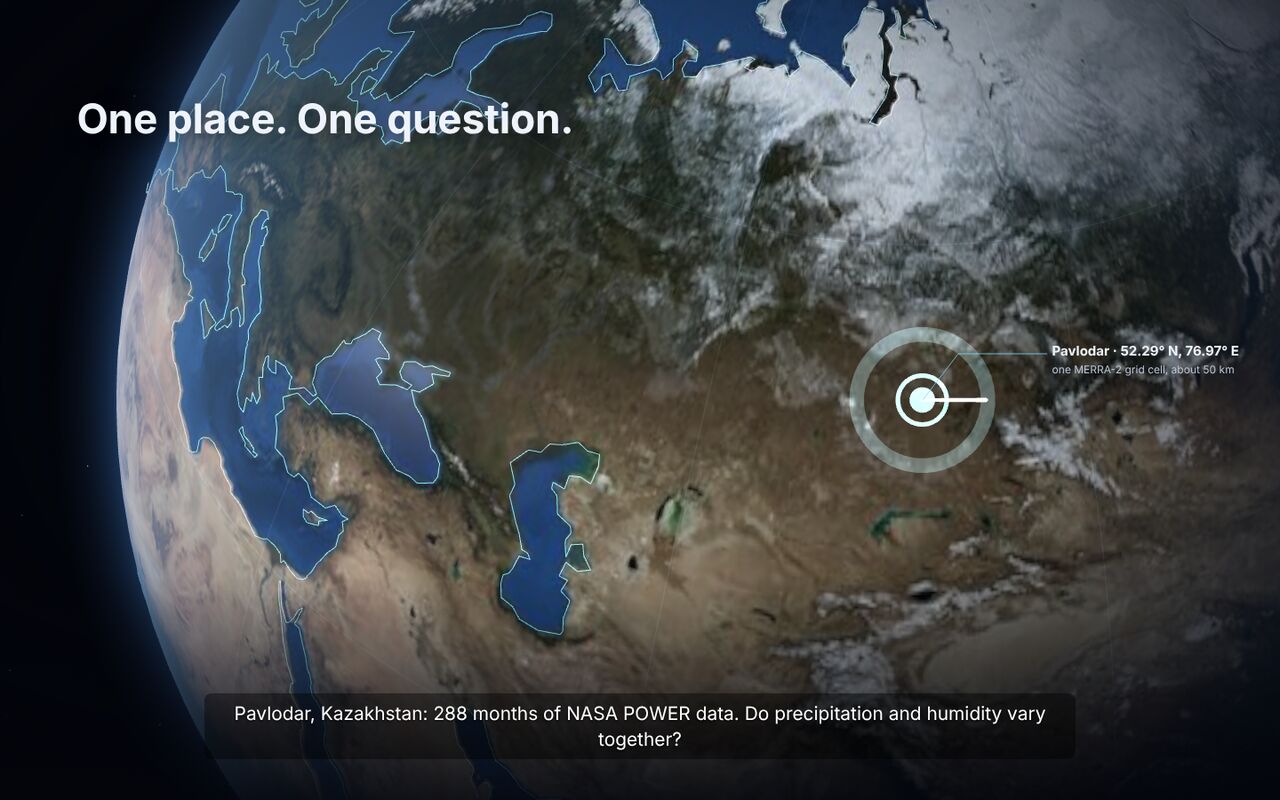 One place. One question.
Pavlodar · 52.29° N, 76.97° E
one MERRA-2 grid cell, about 50 km
Pavlodar, Kazakhstan: 288 months of NASA POWER data. Do precipitation and humidity vary
together?